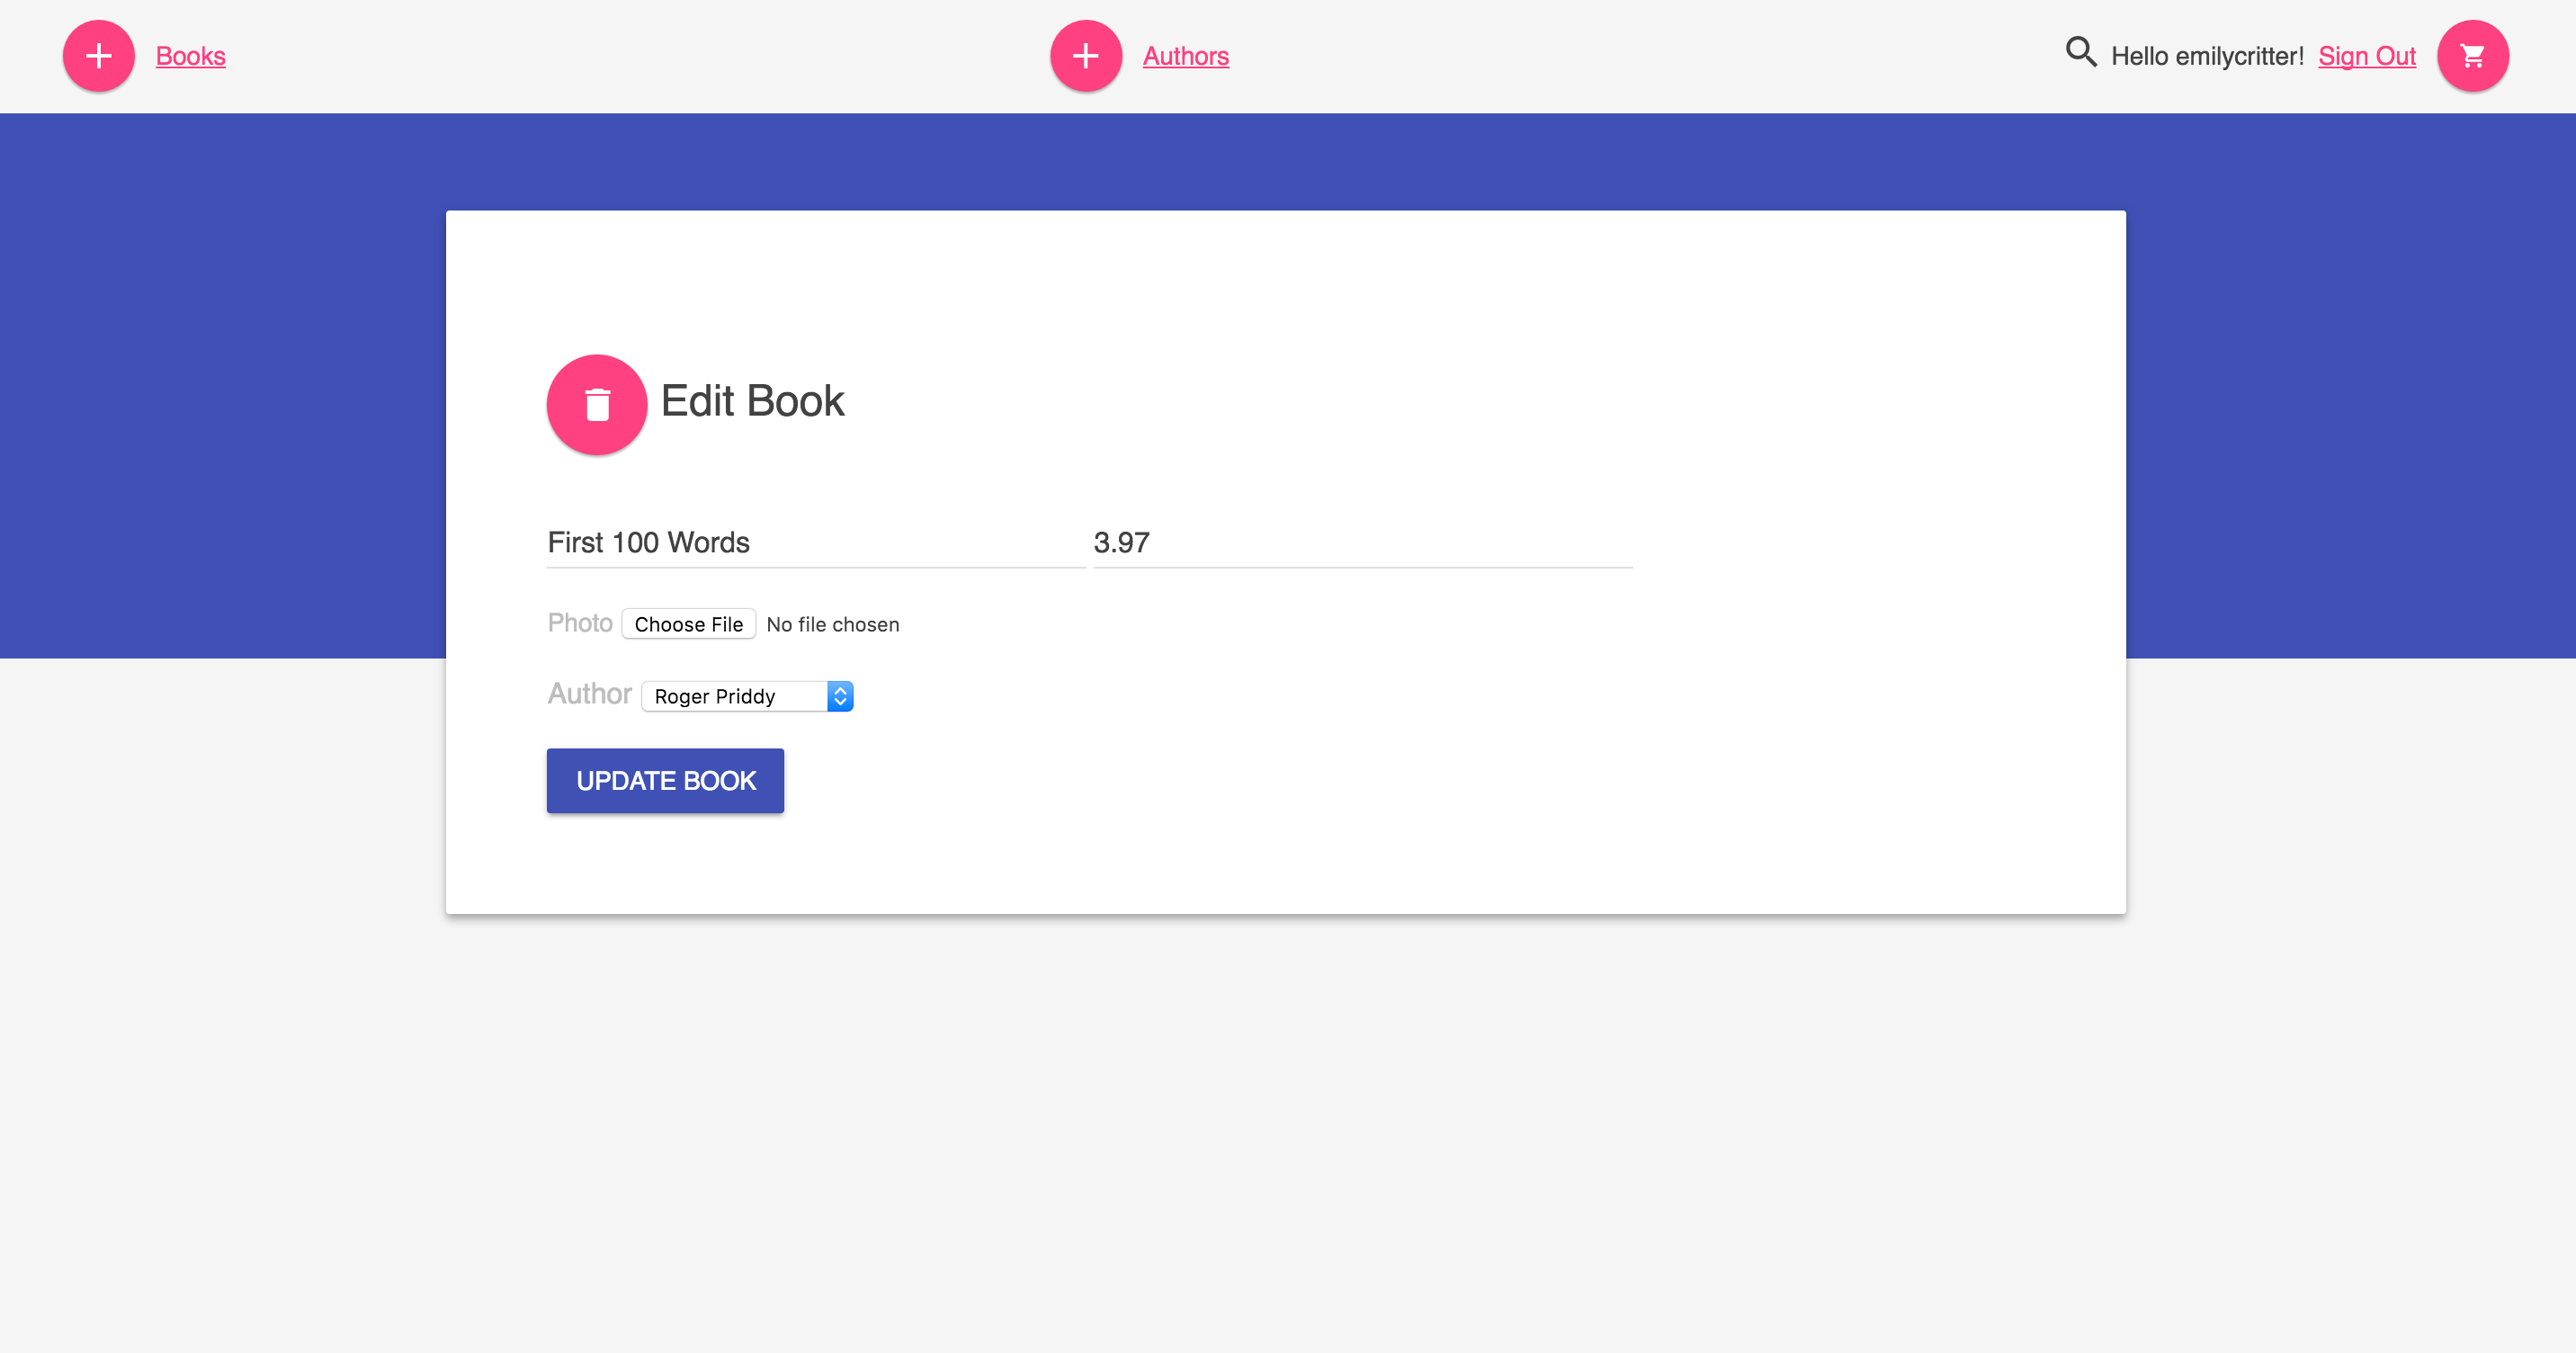 Books
Authors
Hello emilycritter! Sign Out
Edit Book
First 100 Words
3.97
Photo Choose File No file chosen
Author Roger Priddy
UPDATE BOOK